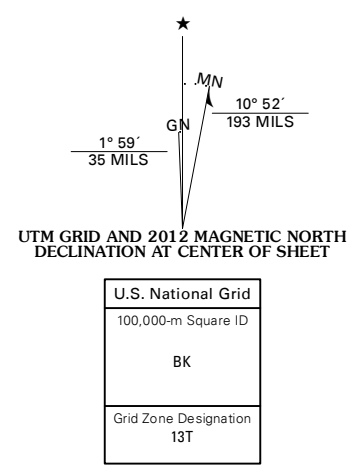 ★
MN
10° 52´
193 MILS
GN
1° 59´
35 MILS
UTM GRID AND 2012 MAGNETIC NORTH
DECLINATION AT CENTER OF SHEET
U.S. National Grid
100,000-m Square ID
BK
Grid Zone Designation
13T